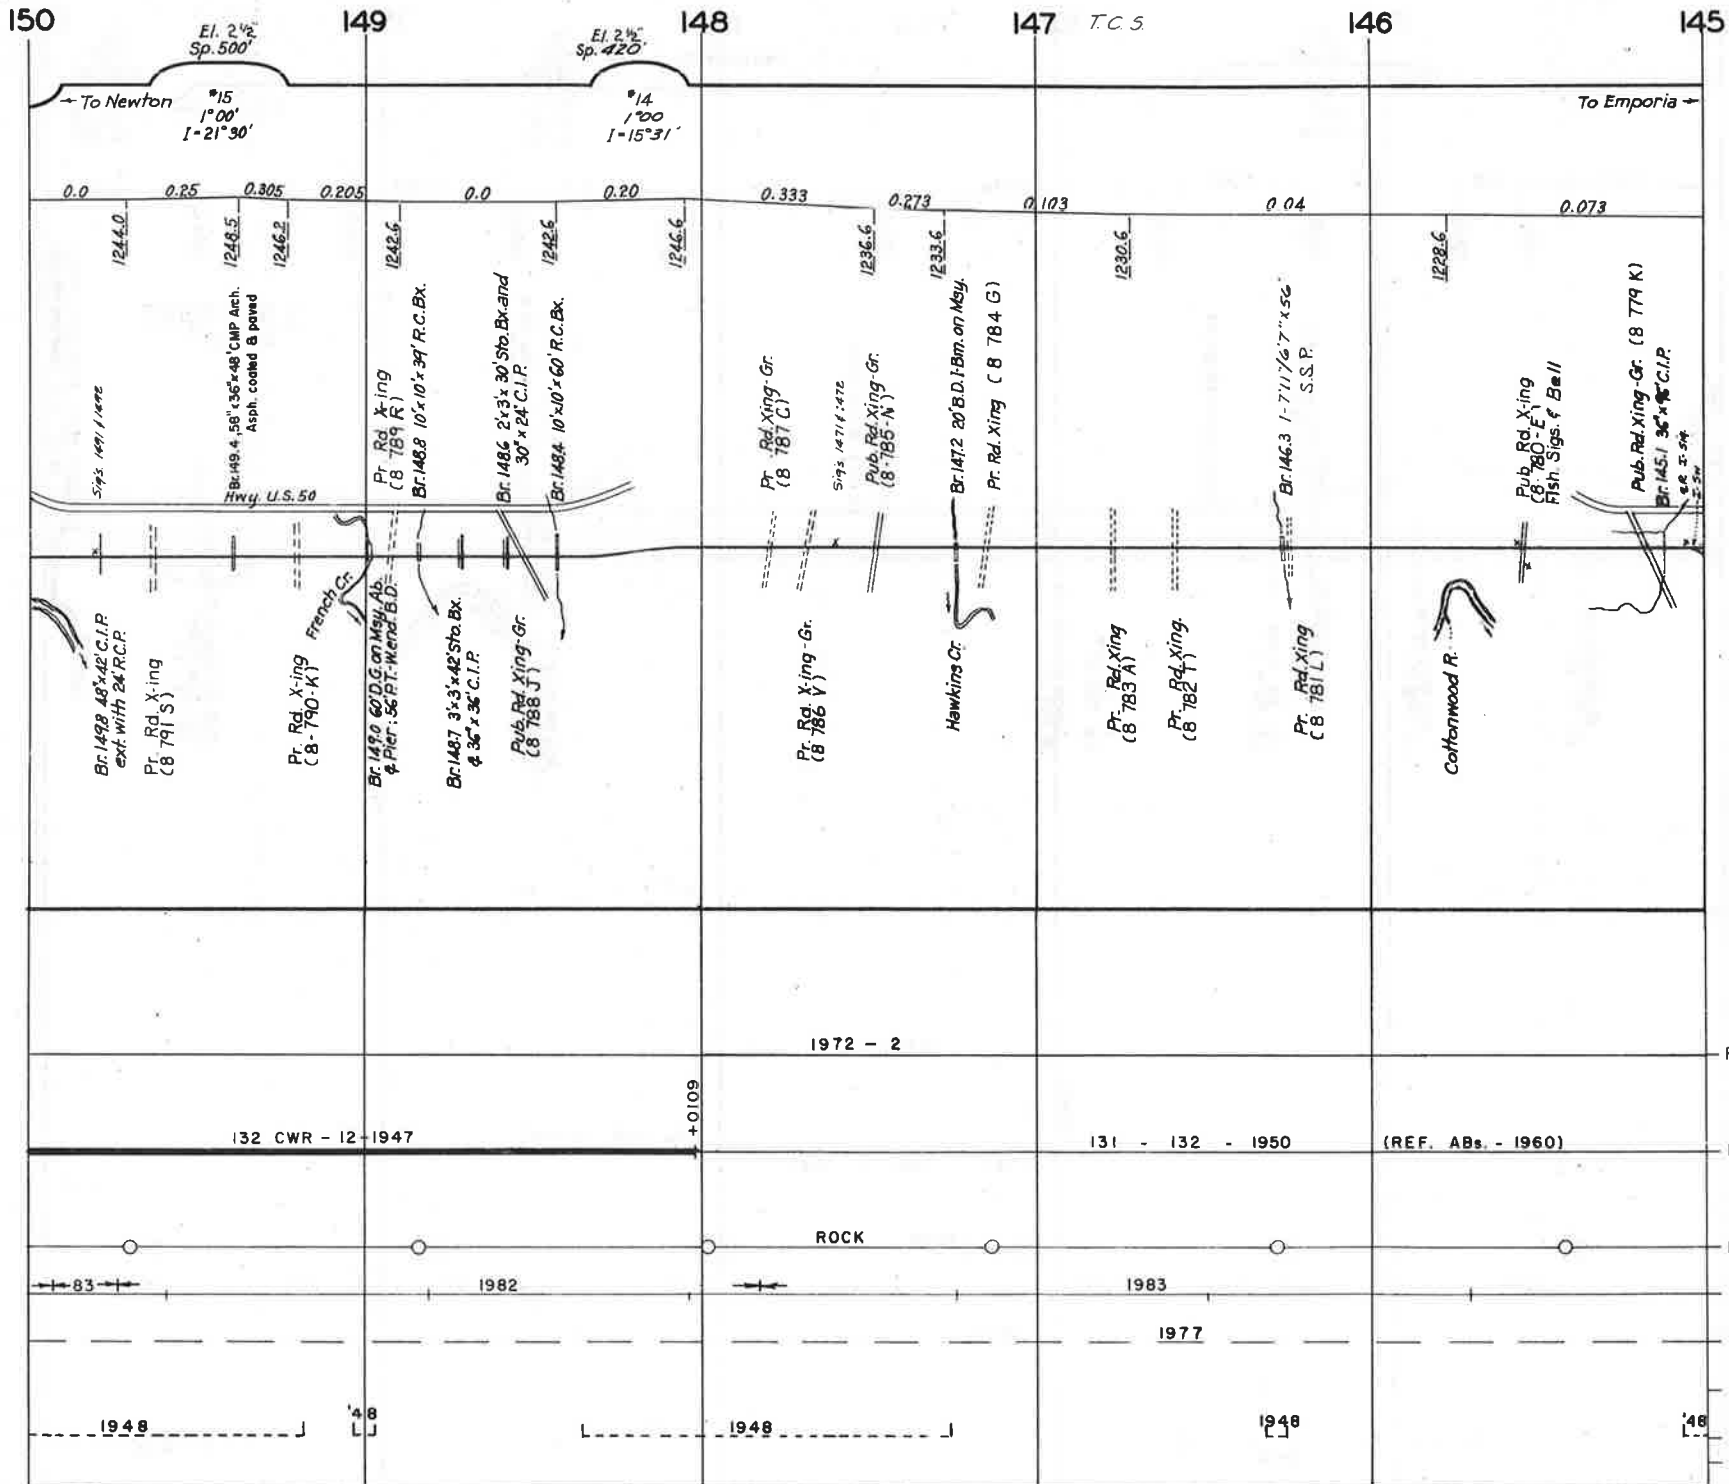 150
149
148
147
T.C.S.
146
145
El. 2½"
Sp. 500'
El. 2½"
Sp. 420'
← To Newton
#15
1°00'
I-21°30'
#14
1°00
I-15°31'
To Emporia →
0.0
0.25
0.305
0.205
0.0
0.20
0.333
0.273
0.103
0.04
0.073
1244.0
1248.5
1246.2
1242.6
1242.6
1246.6
1236.6
1233.6
1230.6
1228.6
Sigs 1491 & 1492
Br. 149.4, 58"x36"x48' CMP Arch.
Asph. coated & paved
Pr. Rd. X-ing
(8 789 R)
Br. 148.8 10'x10'x39' R.C. Bx.
Br. 148.6 2'x3'x30' Sto. Bx. and
30"x24' C.I.P.
Br. 148.4 10'x10'x60' R.C. Bx.
Pr. Rd. Xing-Gr.
(8 787 C)
Sigs 1471 & 1472
Pub. Rd. Xing-Gr.
(8-785-N)
Br. 147.2 20' B.D. I-Bm. on Msy.
Pr. Rd. Xing (8 784 G)
Br. 146.3 1-7'11"/6'7"x56'
S.S.P.
Pub. Rd. X-ing
(8-780-E)
Flsh. Sigs. & Bell
Pub. Rd. Xing-Gr. (8 779 K)
Hwy. U.S. 50
Br. 149.8 48"x42' C.I.P.
ext. with 24' R.C.P.
Pr. Rd. X-ing
(8 791 S)
Pr. Rd. X-ing
(8-790-K)
French Cr.
Br. 149.0 60' D.G. on Msy. Ab.
& Pier: 56' P.T. W. end. B.D.
Br. 148.7 3'x3'x42' Sto. Bx.
& 36"x36' C.I.P.
Pub. Rd. Xing-Gr.
(8 788 J)
Pr. Rd. X-ing-Gr.
(8 786 V)
Hawkins Cr.
Pr. Rd. Xing
(8 783 A)
Pr. Rd. Xing.
(8 782 T)
Pr. Rd. Xing
(8 781 L)
Cottonwood R.
1972 - 2
+0109
132 CWR - 12-1947
131 - 132 - 1950
(REF. ABs. - 1960)
ROCK
83
1982
1983
1977
1948
'48
1948
1948
'48